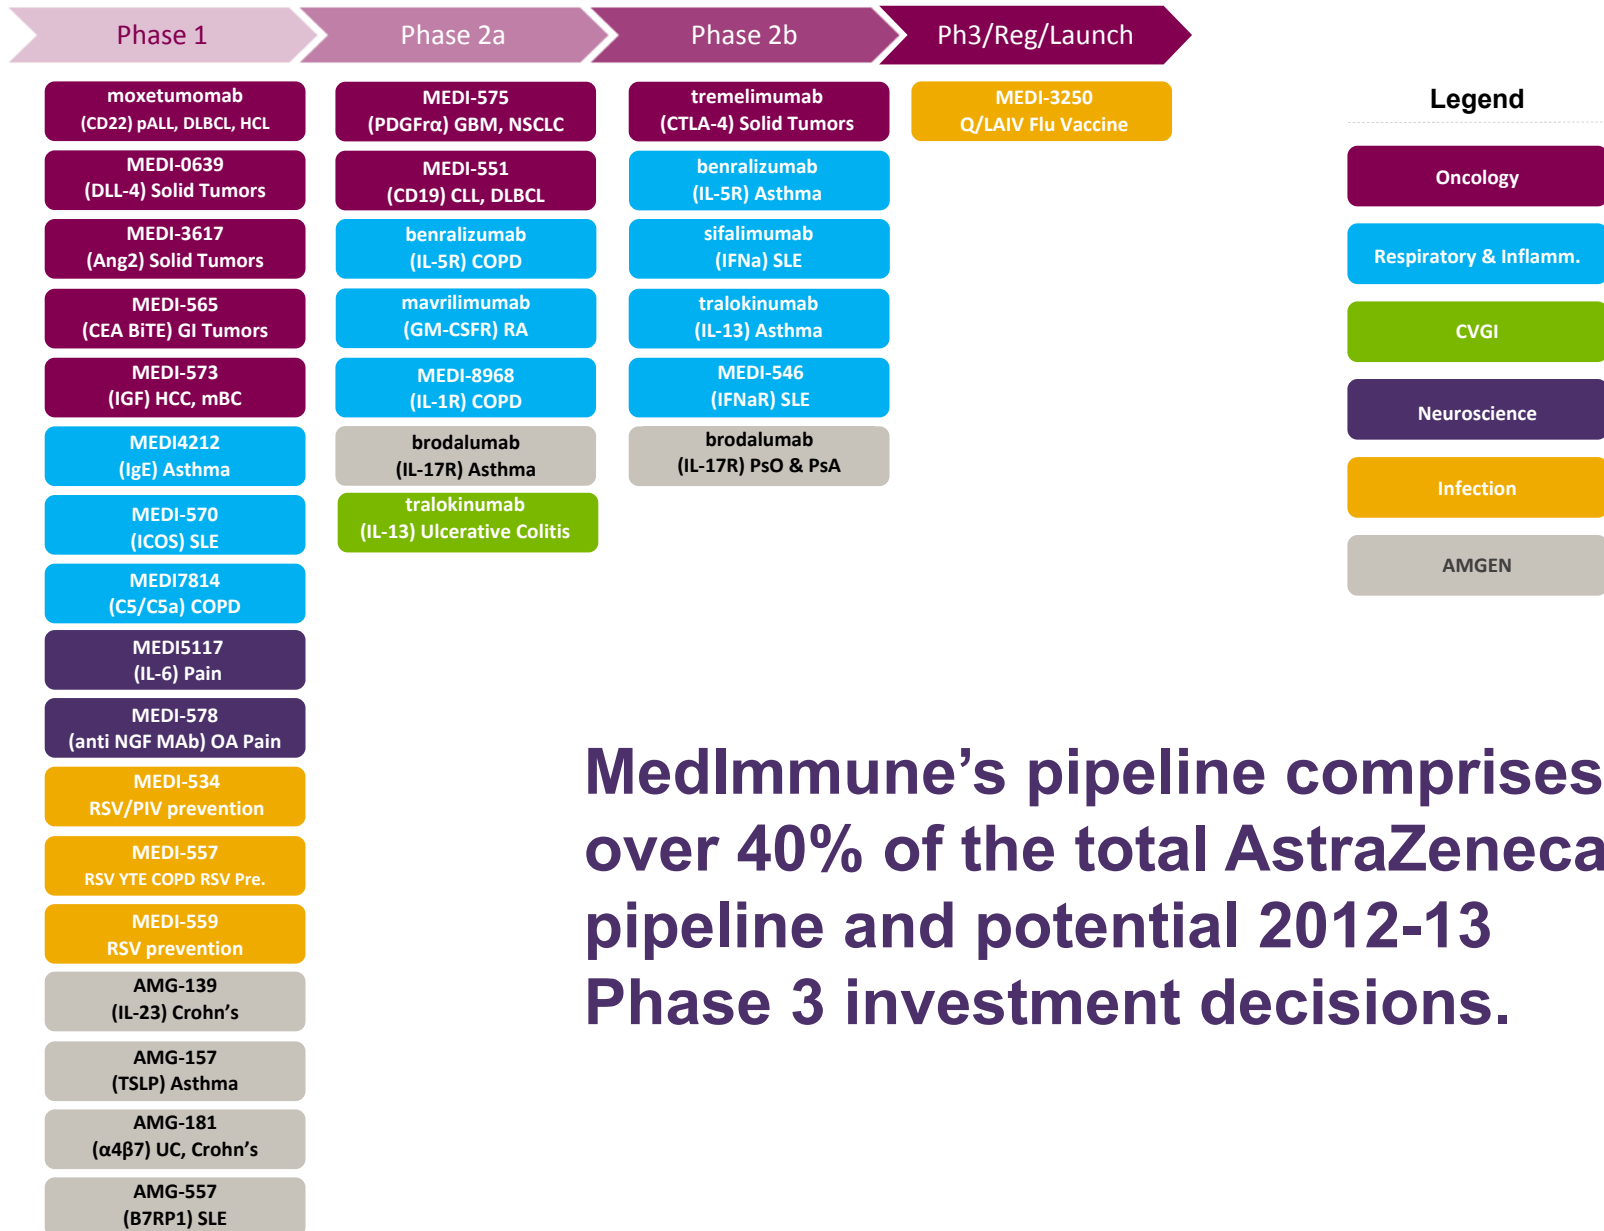 Phase 1
Phase 2a
Phase 2b
Ph3/Reg/Launch
moxetumomab
(CD22) pALL, DLBCL, HCL
MEDI-0639
(DLL-4) Solid Tumors
MEDI-3617
(Ang2) Solid Tumors
MEDI-565
(CEA BiTE) GI Tumors
MEDI-573
(IGF) HCC, mBC
MEDI4212
(IgE) Asthma
MEDI-570
(ICOS) SLE
MEDI7814
(C5/C5a) COPD
MEDI5117
(IL-6) Pain
MEDI-578
(anti NGF MAb) OA Pain
MEDI-534
RSV/PIV prevention
MEDI-557
RSV YTE COPD RSV Pre.
MEDI-559
RSV prevention
AMG-139
(IL-23) Crohn’s
AMG-157
(TSLP) Asthma
AMG-181
(α4β7) UC, Crohn’s
AMG-557
(B7RP1) SLE
MEDI-575
(PDGFrα) GBM, NSCLC
MEDI-551
(CD19) CLL, DLBCL
benralizumab
(IL-5R) COPD
mavrilimumab
(GM-CSFR) RA
MEDI-8968
(IL-1R) COPD
brodalumab
(IL-17R) Asthma
tralokinumab
(IL-13) Ulcerative Colitis
tremelimumab
(CTLA-4) Solid Tumors
benralizumab
(IL-5R) Asthma
sifalimumab
(IFNa) SLE
tralokinumab
(IL-13) Asthma
MEDI-546
(IFNaR) SLE
brodalumab
(IL-17R) PsO & PsA
MEDI-3250
Q/LAIV Flu Vaccine
Legend
Oncology
Respiratory & Inflamm.
CVGI
Neuroscience
Infection
AMGEN
MedImmune’s pipeline comprises
over 40% of the total AstraZeneca
pipeline and potential 2012-13
Phase 3 investment decisions.